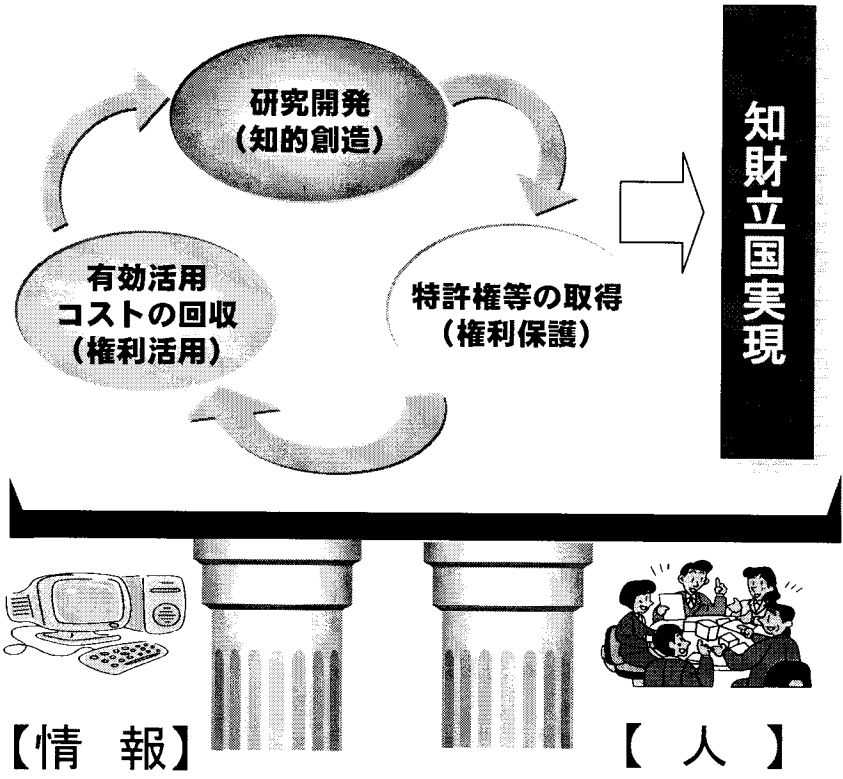 研究開発
（知的創造）
有効活用
コストの回収
（権利活用）
特許権等の取得
（権利保護）
知財立国実現
【情　報】
【　人　】